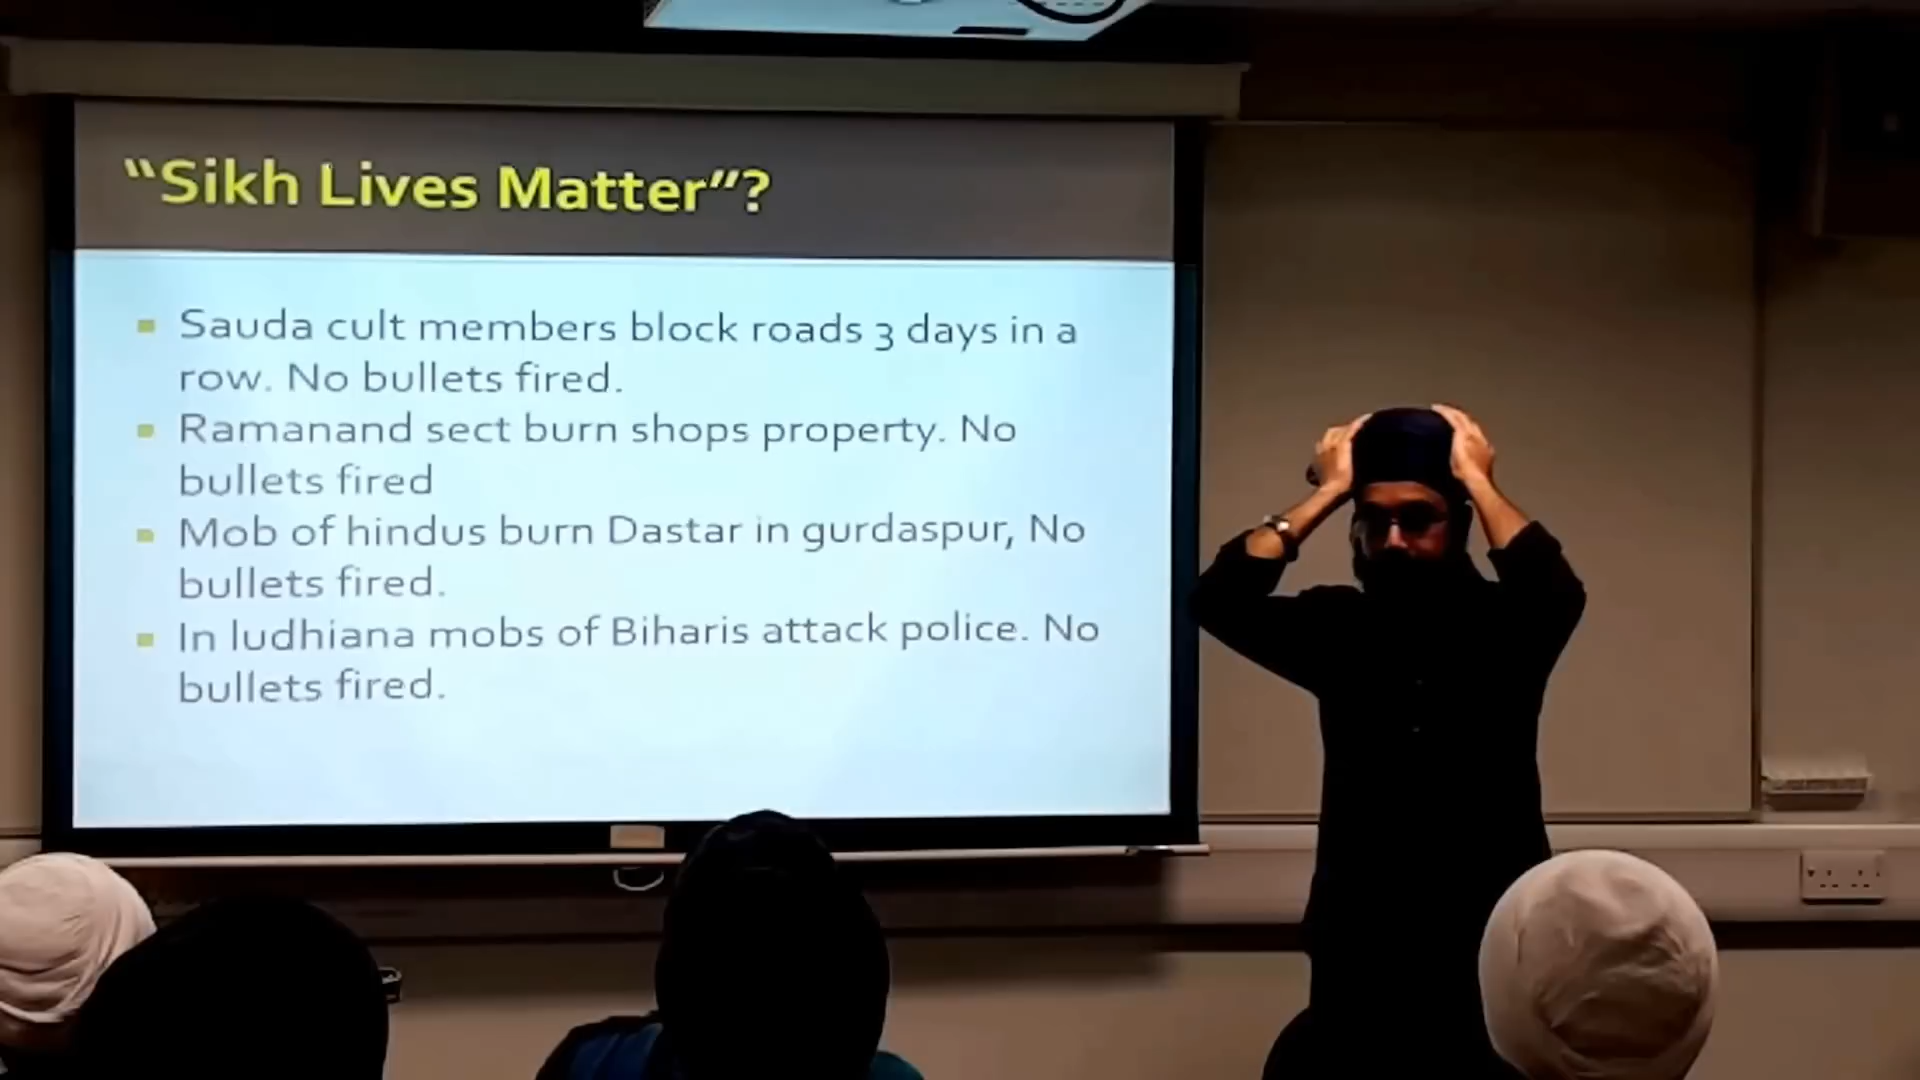 “Sikh Lives Matter”?
Sauda cult members block roads 3 days in a
row. No bullets fired.
Ramanand sect burn shops property. No
bullets fired
Mob of hindus burn Dastar in gurdaspur, No
bullets fired.
In ludhiana mobs of Biharis attack police. No
bullets fired.